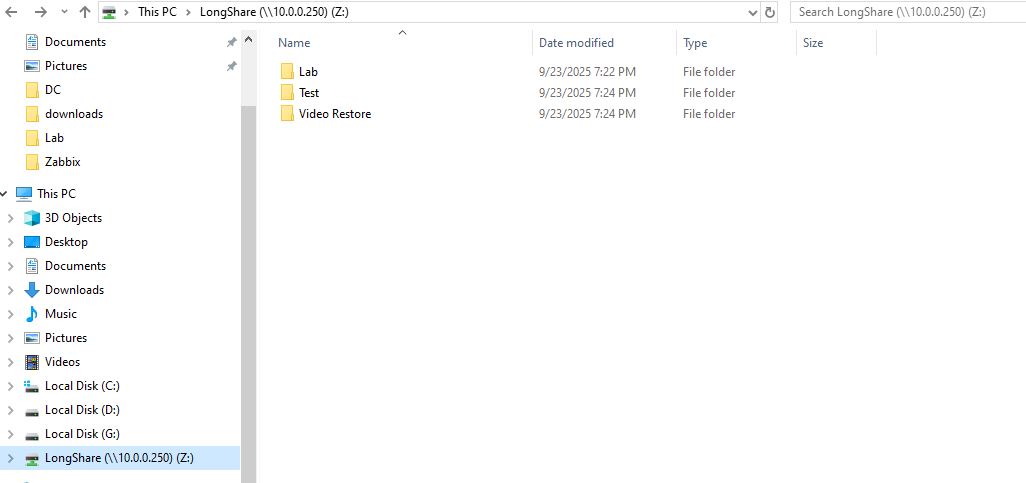 This PC > LongShare (\\10.0.0.250) (Z:)
Search LongShare (\\10.0.0.250) (Z:)
Documents
Pictures
DC
downloads
Lab
Zabbix
This PC
3D Objects
Desktop
Documents
Downloads
Music
Pictures
Videos
Local Disk (C:)
Local Disk (D:)
Local Disk (G:)
LongShare (\\10.0.0.250) (Z:)
Name Date modified Type Size
Lab 9/23/2025 7:22 PM File folder
Test 9/23/2025 7:24 PM File folder
Video Restore 9/23/2025 7:24 PM File folder